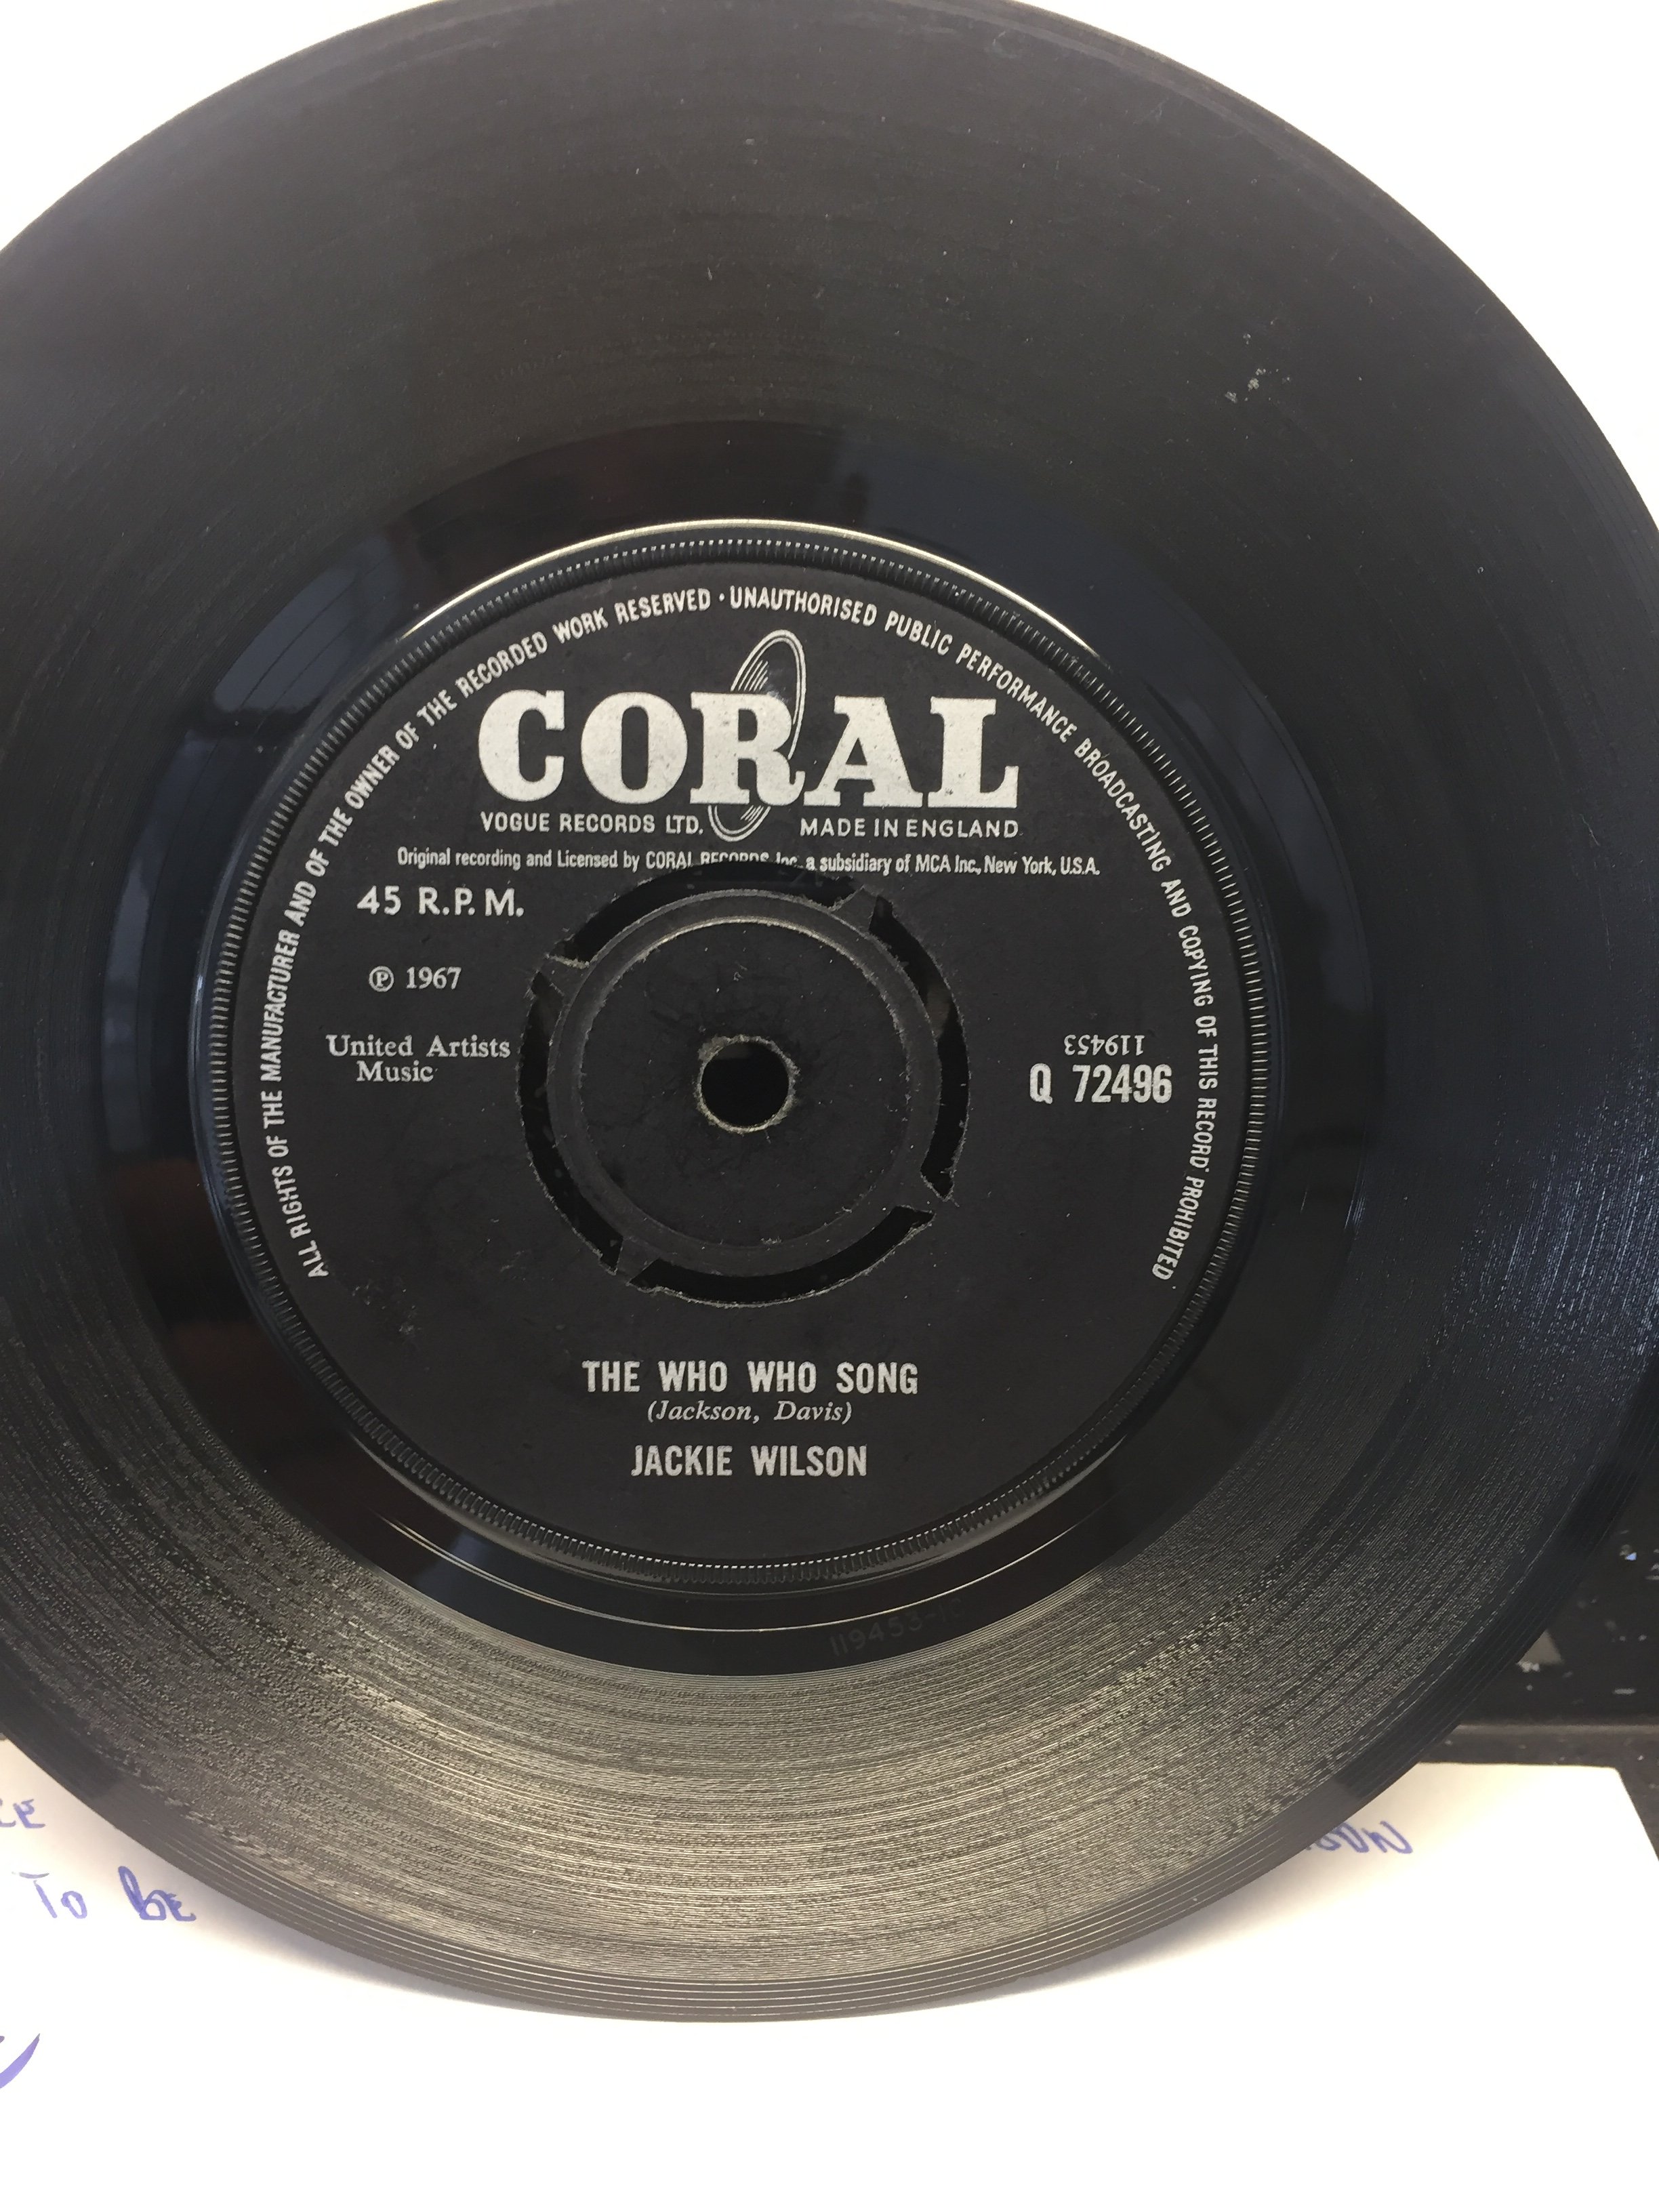 ALL RIGHTS OF THE MANUFACTURER AND OF THE OWNER OF THE RECORDED WORK RESERVED · UNAUTHORISED PUBLIC PERFORMANCE BROADCASTING AND COPYING OF THIS RECORD PROHIBITED
CORAL
VOGUE RECORDS LTD. MADE IN ENGLAND
Original recording and Licensed by CORAL RECORDS Inc. a subsidiary of MCA Inc., New York, U.S.A.
45 R.P.M.
℗ 1967
United Artists
Music
119453
Q 72496
THE WHO WHO SONG
(Jackson, Davis)
JACKIE WILSON
TO BE